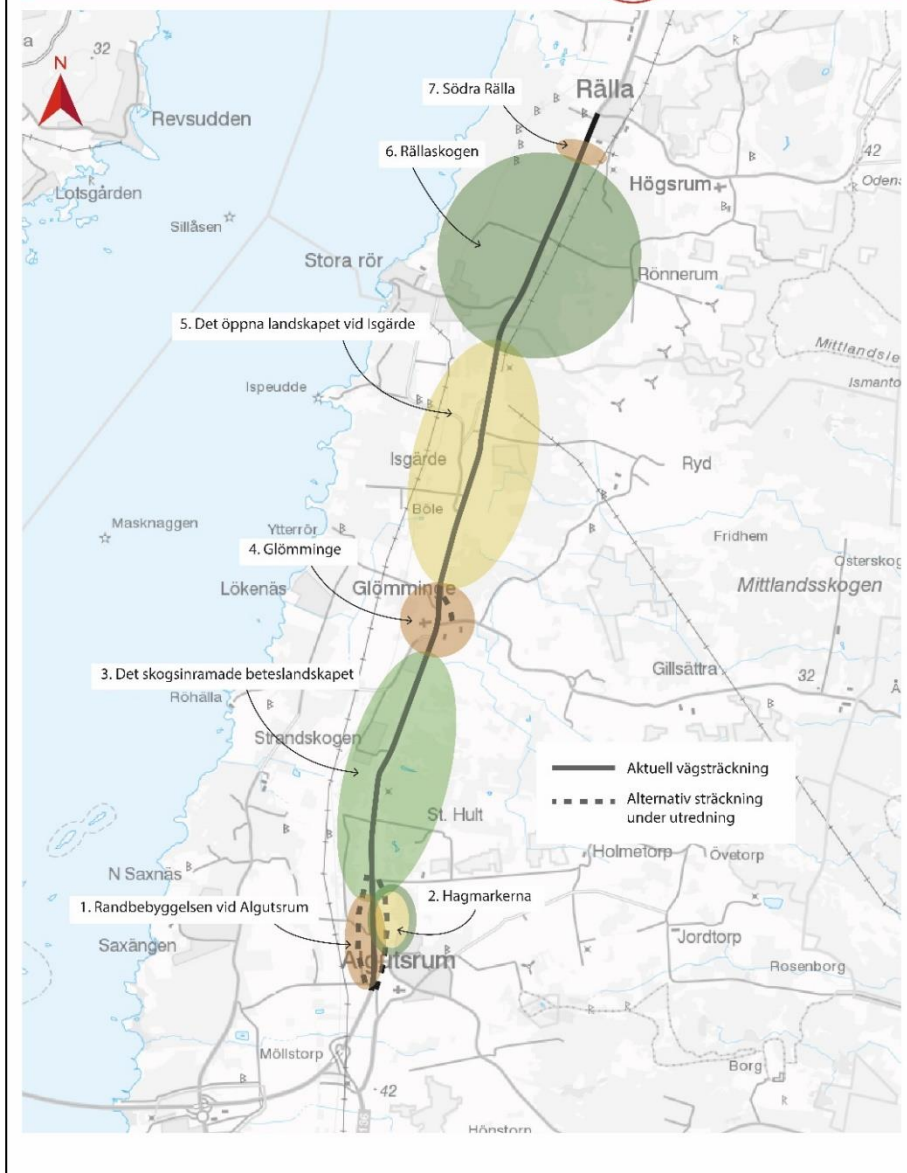 a
32
N
Revsudden
7. Södra Rälla
Rälla
6. Rällaskogen
Lotsgården
Högsrum
42
Sillåsen
Stora rör
Rönnerum
5. Det öppna landskapet vid Isgärde
Mittlandsle
Ispeudde
Ismanto
Isgärde
Ryd
Böle
Masknaggen
Ytterrör
Fridhem
4. Glömminge
Österskog
Lökenäs
Glömminge
Mittlandsskogen
3. Det skogsinramade beteslandskapet
Gillsättra
32
Röhälla
Strandskogen
Aktuell vägsträckning
Alternativ sträckning
under utredning
St. Hult
Holmetorp
Övetorp
N Saxnäs
1. Randbebyggelsen vid Algutsrum
2. Hagmarkerna
Saxängen
Jordtorp
Algutsrum
Rosenborg
Möllstorp
Borg
42
Hönstorp